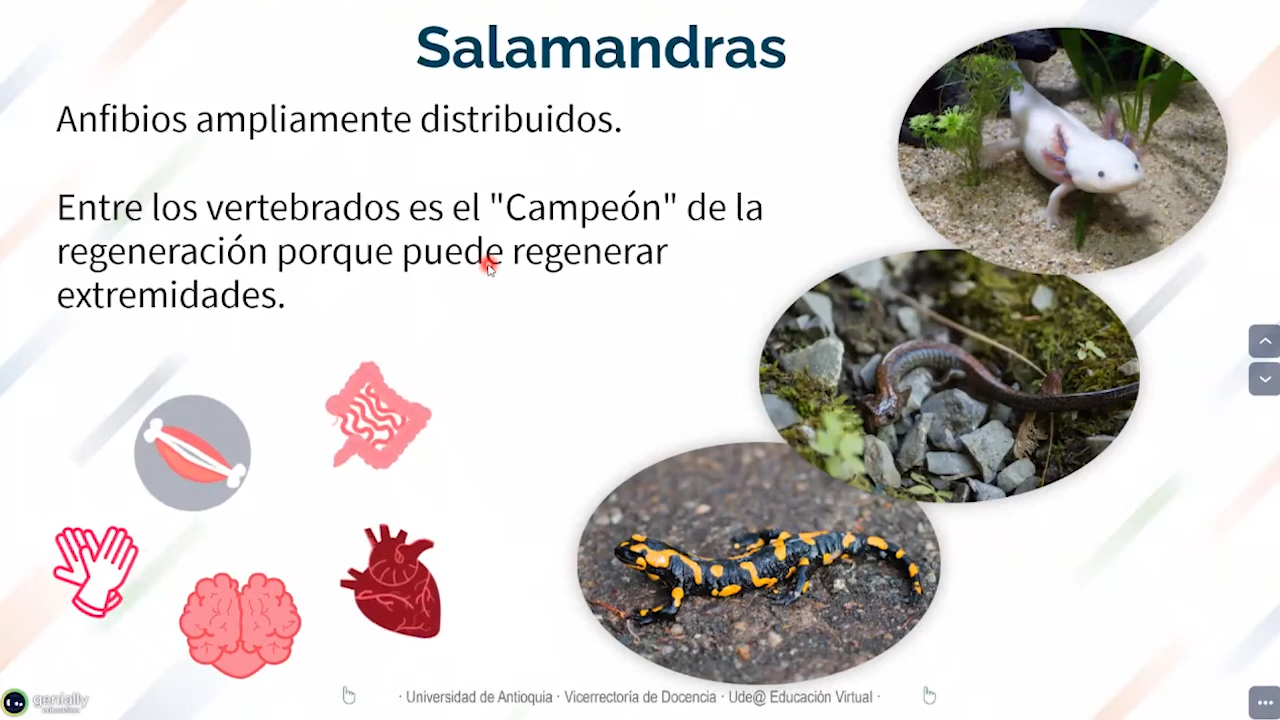 Salamandras
Anfibios ampliamente distribuidos.
Entre los vertebrados es el "Campeón" de la
regeneración porque puede regenerar
extremidades.
· Universidad de Antioquia · Vicerrectoría de Docencia · Ude@ Educación Virtual ·
genially